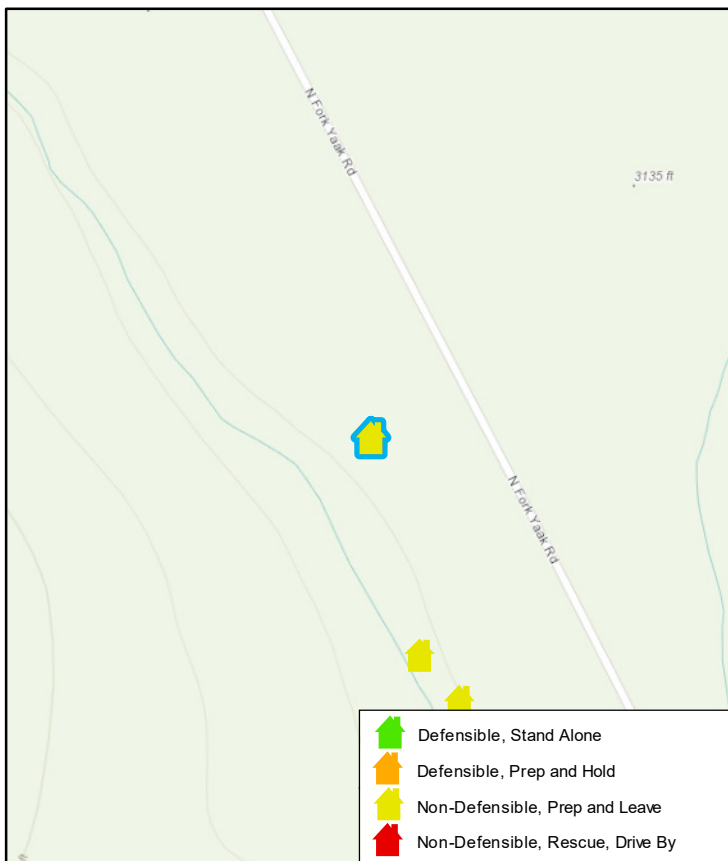 N Fork Yaak Rd
3135 ft
N Fork Yaak Rd
Defensible, Stand Alone
Defensible, Prep and Hold
Non-Defensible, Prep and Leave
Non-Defensible, Rescue, Drive By
ft